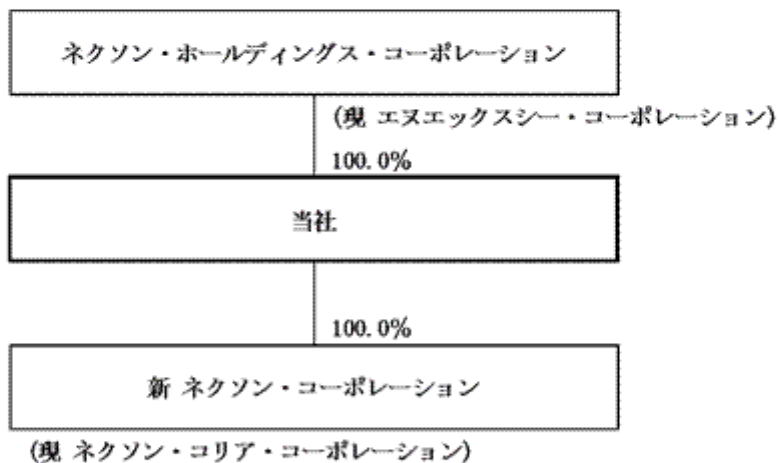 ネクソン・ホールディングス・コーポレーション
(現 エヌエックスシー・コーポレーション)
100.0%
当社
100.0%
新 ネクソン・コーポレーション
(現 ネクソン・コリア・コーポレーション)